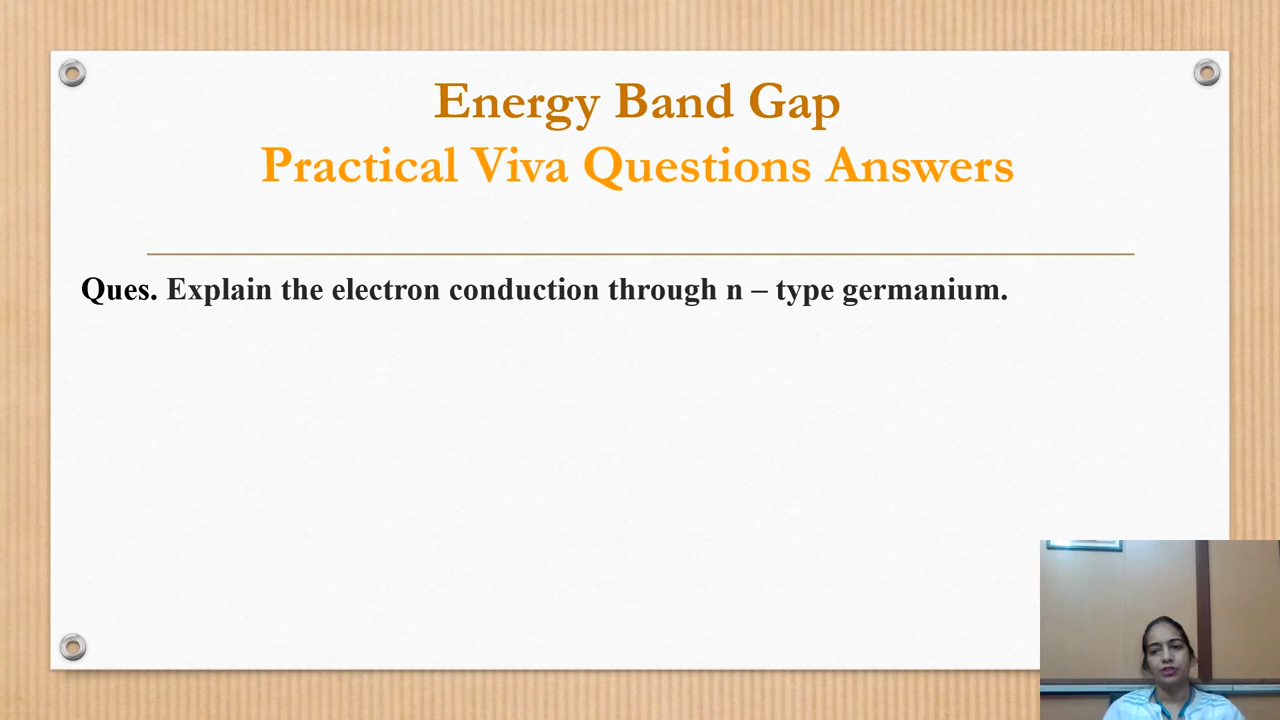 Energy Band Gap
Practical Viva Questions Answers
Ques. Explain the electron conduction through n – type germanium.